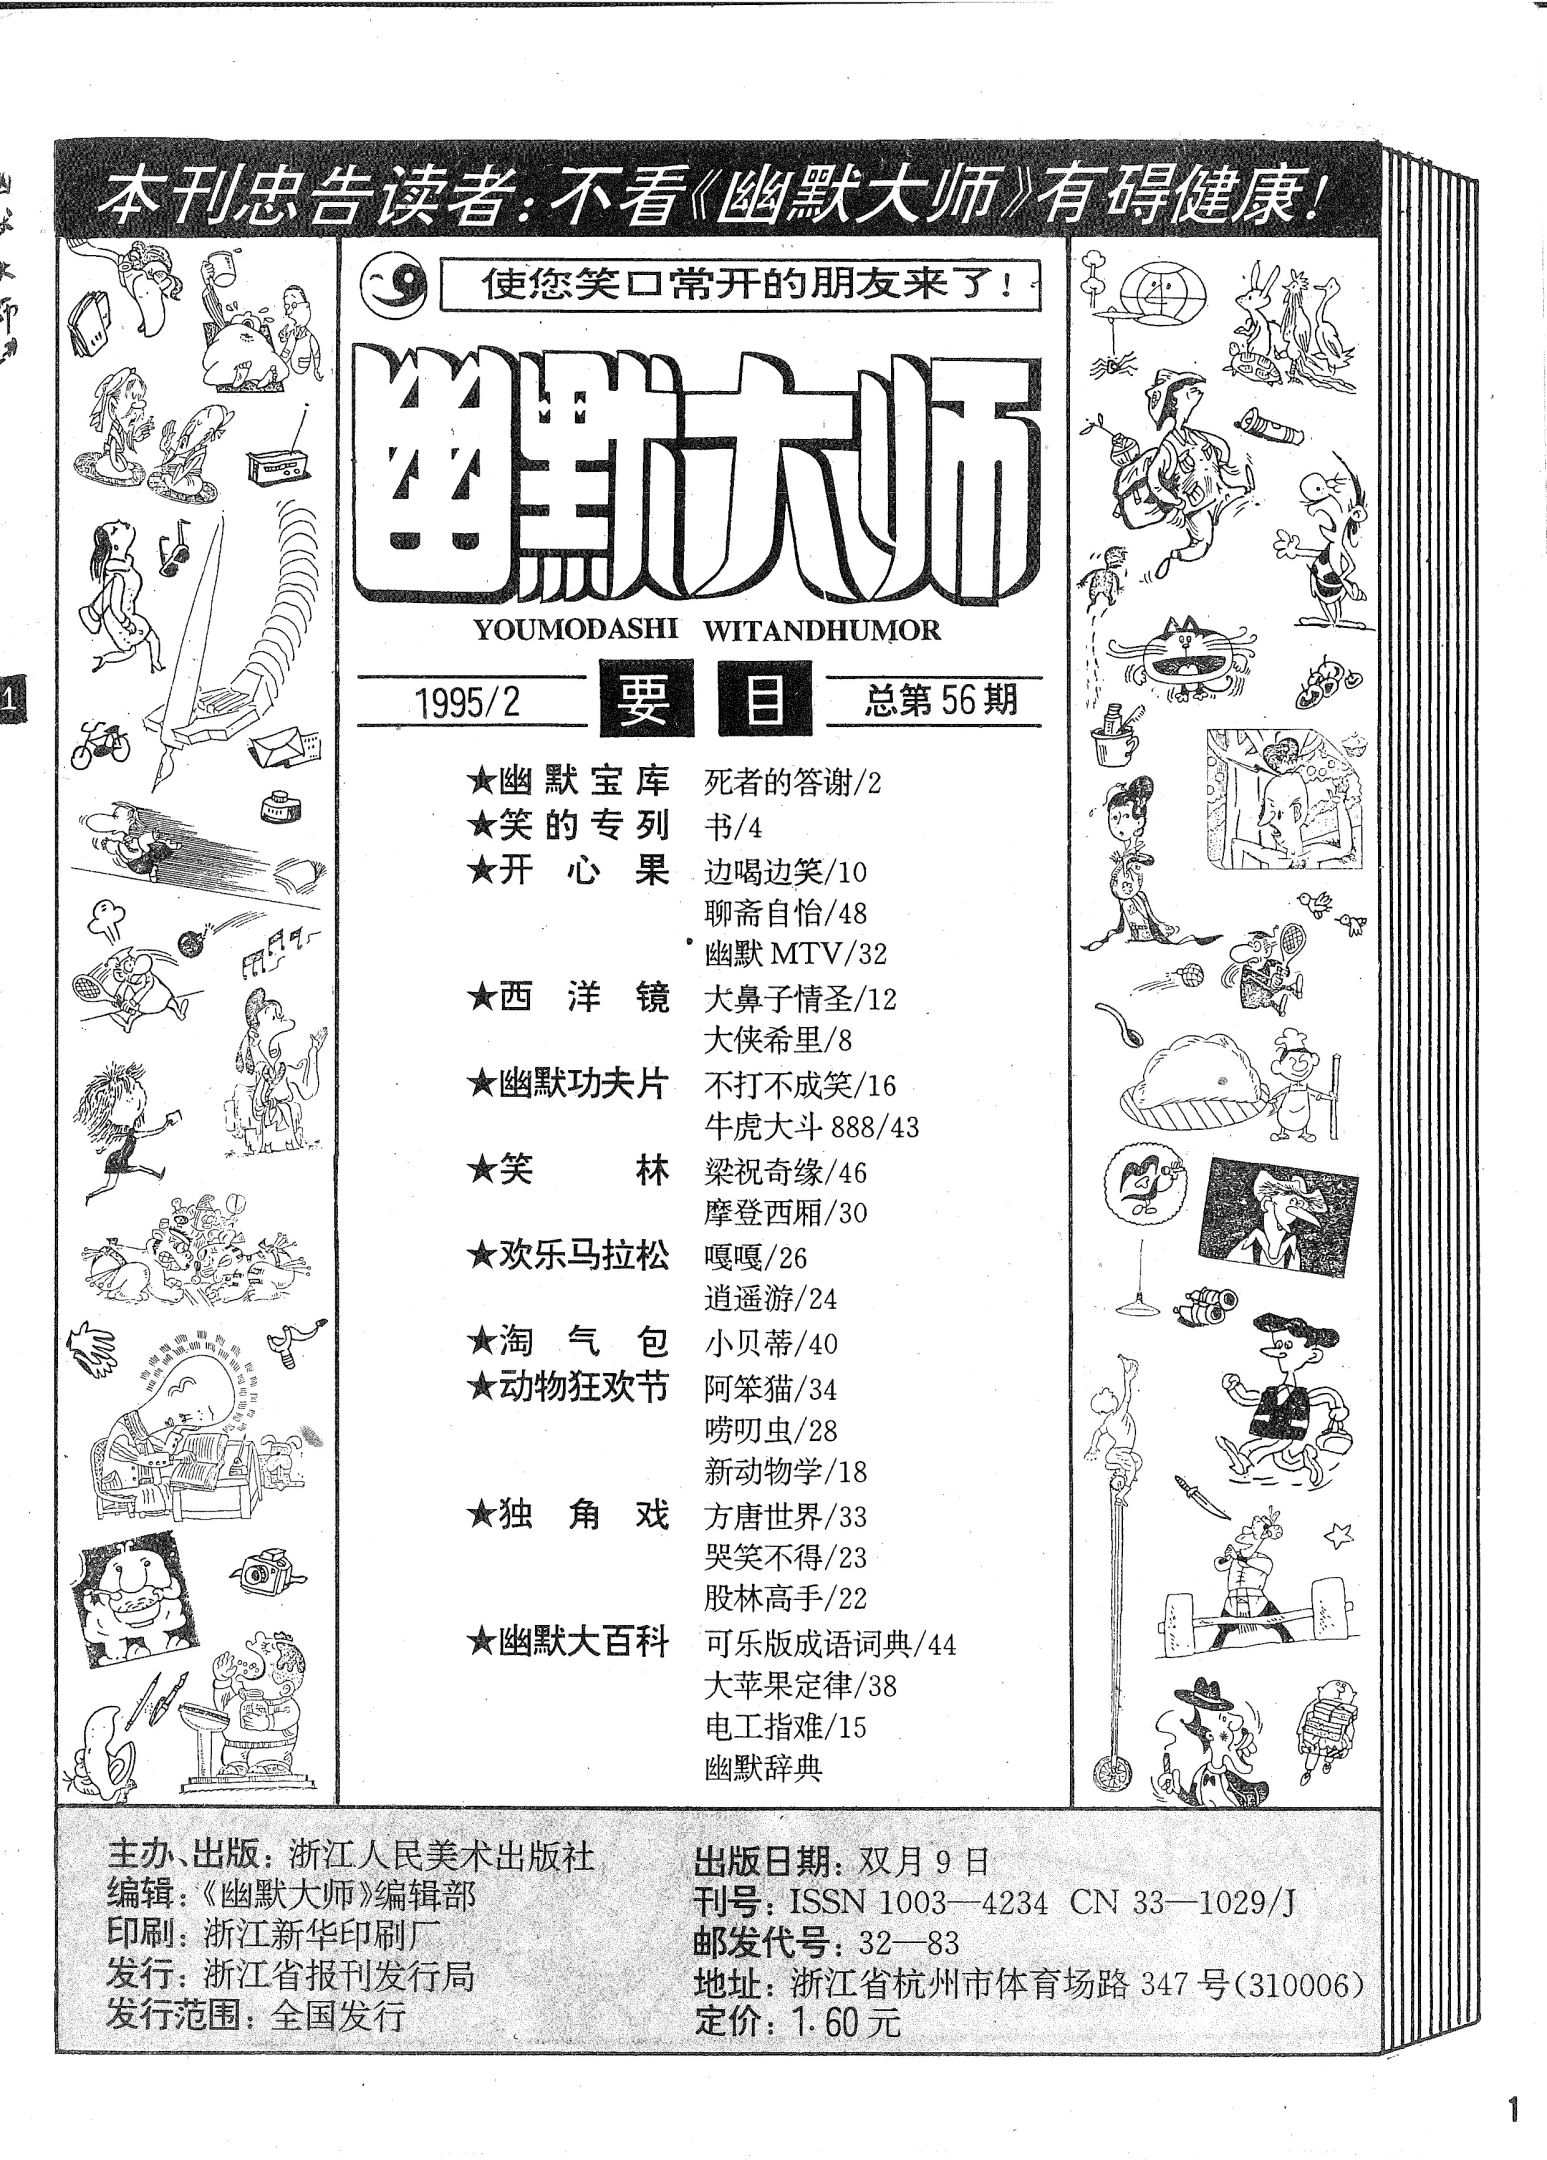 本刊忠告读者:不看《幽默大师》有碍健康!
使您笑口常开的朋友来了!
幽默大师
YOUMODASHI WITANDHUMOR
1995/2 要目 总第56期
★幽默宝库 死者的答谢/2
★笑的专列 书/4
★开心果 边喝边笑/10
聊斋自怡/48
幽默MTV/32
★西洋镜 大鼻子情圣/12
大侠希里/8
★幽默功夫片 不打不成笑/16
牛虎大斗888/43
★笑林 梁祝奇缘/46
摩登西厢/30
★欢乐马拉松 嘎嘎/26
逍遥游/24
★淘气包 小贝蒂/40
★动物狂欢节 阿笨猫/34
唠叨虫/28
新动物学/18
★独角戏 方唐世界/33
哭笑不得/23
股林高手/22
★幽默大百科 可乐版成语词典/44
大苹果定律/38
电工指难/15
幽默辞典
主办、出版:浙江人民美术出版社
编辑:《幽默大师》编辑部
印刷:浙江新华印刷厂
发行:浙江省报刊发行局
发行范围:全国发行
出版日期:双月9日
刊号:ISSN 1003—4234 CN 33—1029/J
邮发代号:32—83
地址:浙江省杭州市体育场路347号(310006)
定价:1.60元
1
1